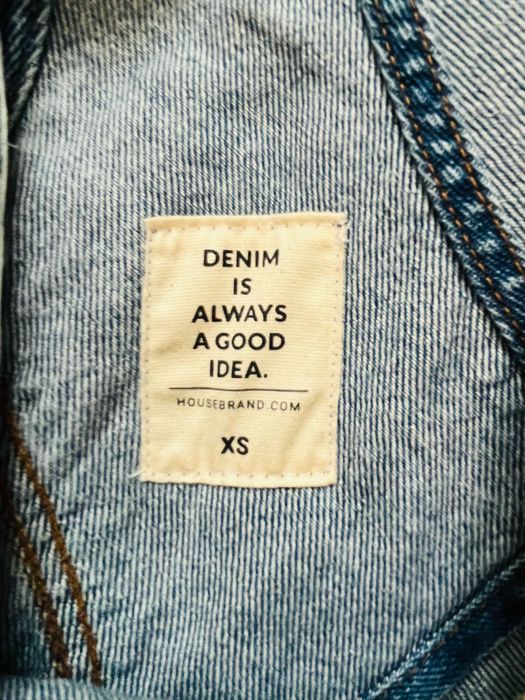 DENIM
IS
ALWAYS
A GOOD
IDEA.
HOUSEBRAND.COM
XS